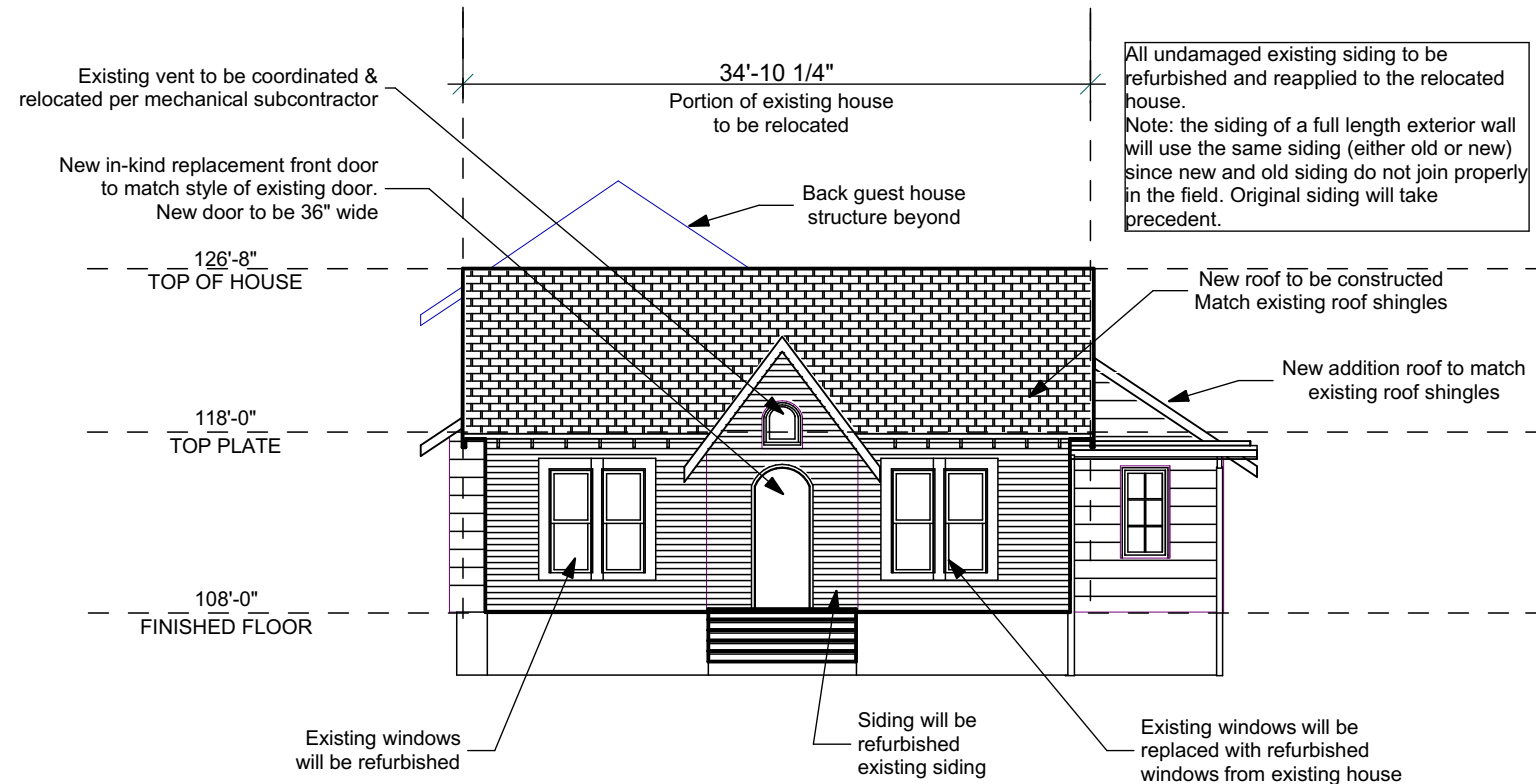 Existing vent to be coordinated &
relocated per mechanical subcontractor
34'-10 1/4"
Portion of existing house
to be relocated
All undamaged existing siding to be
refurbished and reapplied to the relocated
house.
Note: the siding of a full length exterior wall
will use the same siding (either old or new)
since new and old siding do not join properly
in the field. Original siding will take
precedent.
New in-kind replacement front door
to match style of existing door.
New door to be 36" wide
Back guest house
structure beyond
126'-8"
TOP OF HOUSE
New roof to be constructed
Match existing roof shingles
New addition roof to match
existing roof shingles
118'-0"
TOP PLATE
108'-0"
FINISHED FLOOR
Existing windows
will be refurbished
Siding will be
refurbished
existing siding
Existing windows will be
replaced with refurbished
windows from existing house